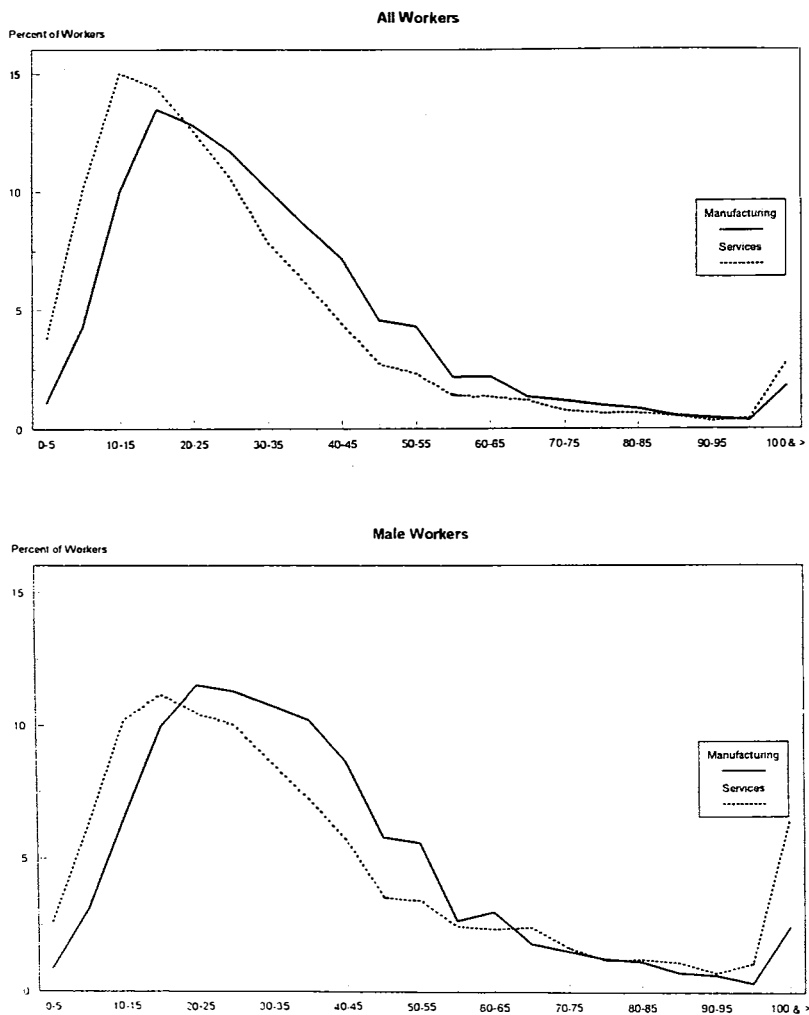 All Workers
Percent of Workers
15
10
5
0
Manufacturing
Services
0-5 10-15 20-25 30-35 40-45 50-55 60-65 70-75 80-85 90-95 100 & >
Male Workers
Percent of Workers
15
10
5
0
Manufacturing
Services
0-5 10-15 20-25 30-35 40-45 50-55 60-65 70-75 80-85 90-95 100 & >